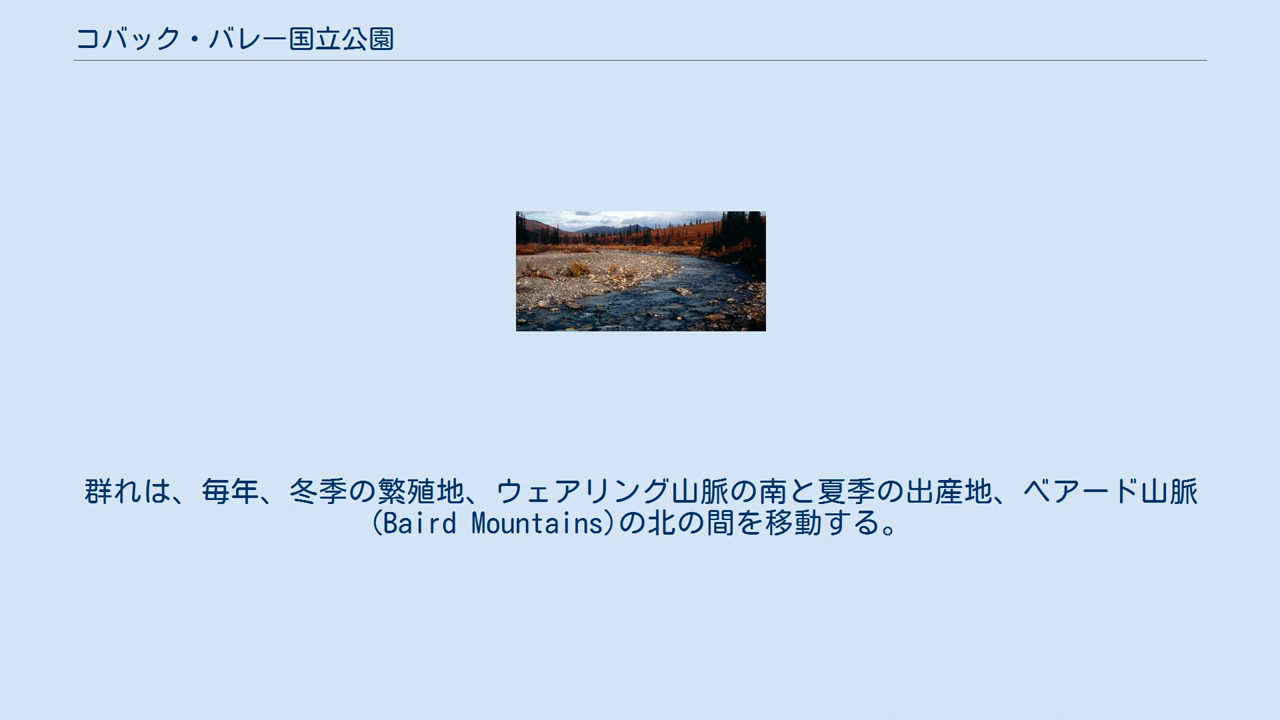 コバック・バレー国立公園
群れは、毎年、冬季の繁殖地、ウェアリング山脈の南と夏季の出産地、ベアード山脈
(Baird Mountains)の北の間を移動する。